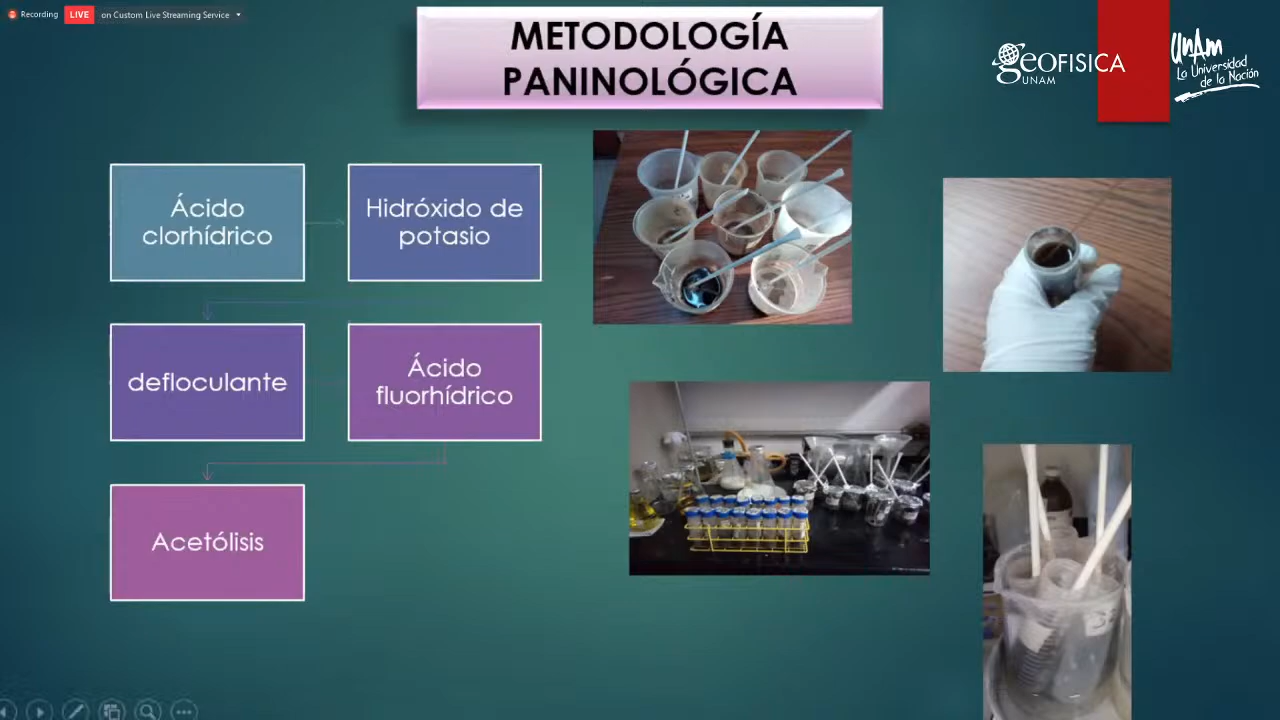 Recording LIVE on Custom Live Streaming Service
METODOLOGÍA
PANINOLÓGICA
GEOFISICA
UNAM
UNAM
La Universidad
de la Nación
Ácido
clorhídrico
Hidróxido de
potasio
defloculante
Ácido
fluorhídrico
Acetólisis